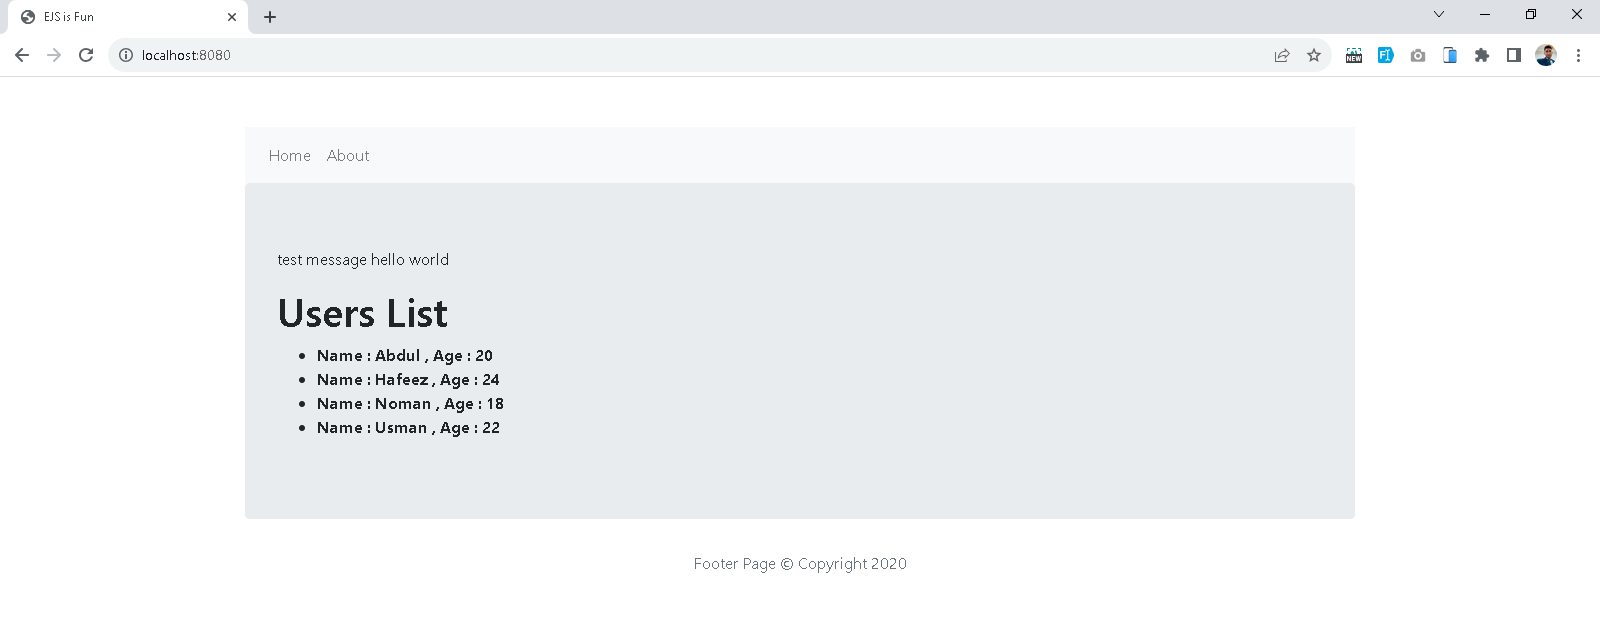 EJS is Fun
localhost:8080
NEW
Home About
test message hello world
Users List
Name : Abdul , Age : 20
Name : Hafeez , Age : 24
Name : Noman , Age : 18
Name : Usman , Age : 22
Footer Page © Copyright 2020